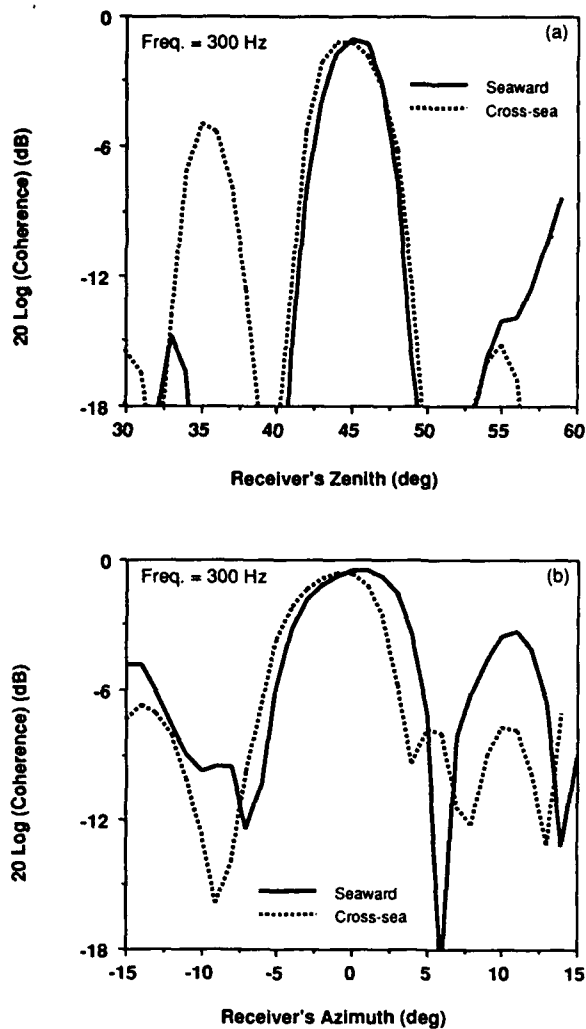 0
Freq. = 300 Hz
(a)
Seaward
Cross-sea
-6
-12
-18
20 Log (Coherence) (dB)
30 35 40 45 50 55 60
Receiver's Zenith (deg)
0
Freq. = 300 Hz
(b)
-6
-12
20 Log (Coherence) (dB)
Seaward
Cross-sea
-18
-15 -10 -5 0 5 10 15
Receiver's Azimuth (deg)